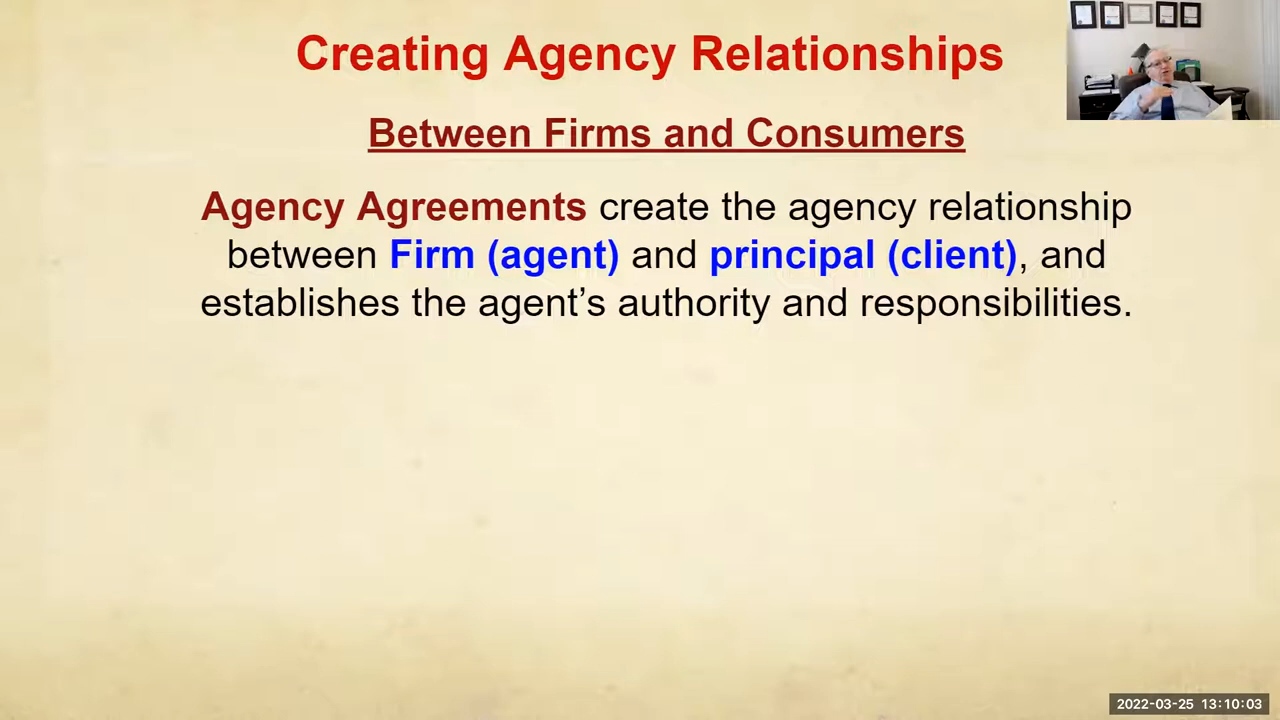 Creating Agency Relationships
Between Firms and Consumers
Agency Agreements create the agency relationship
between Firm (agent) and principal (client), and
establishes the agent’s authority and responsibilities.
2022-03-25 13:10:03